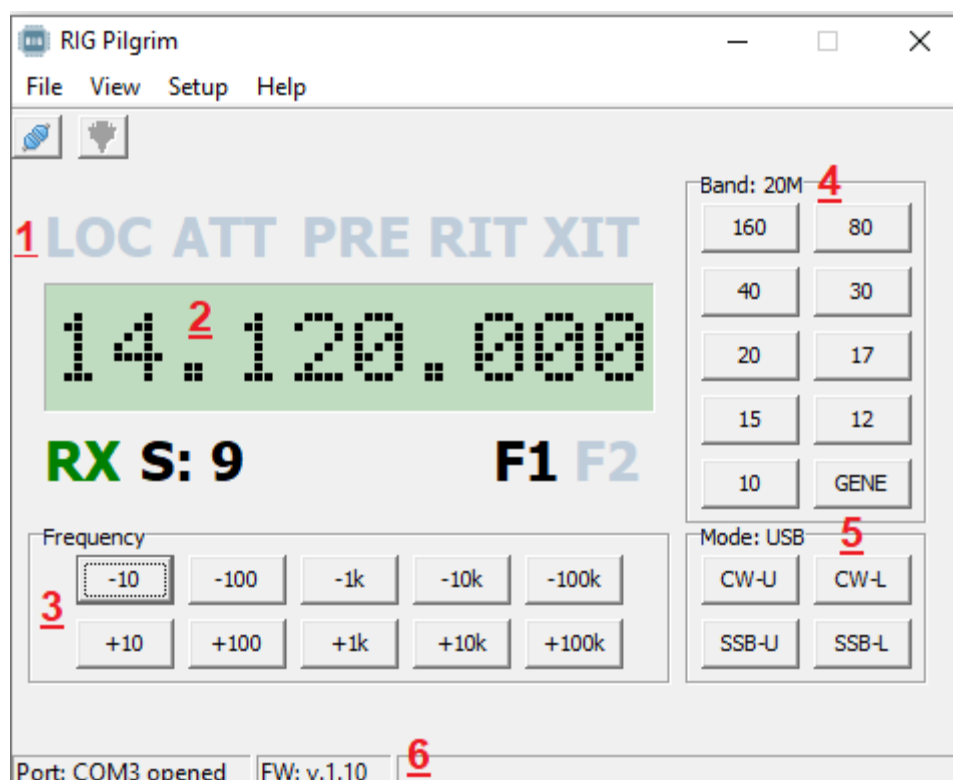 RIG Pilgrim
File View Setup Help
Band: 20M 4
160 80
1 LOC ATT PRE RIT XIT
40 30
2
14.120.000
20 17
15 12
RX S: 9 F1 F2
10 GENE
Frequency
Mode: USB 5
-10 -100 -1k -10k -100k
CW-U CW-L
3
+10 +100 +1k +10k +100k
SSB-U SSB-L
6
Port: COM3 opened FW: v.1.10